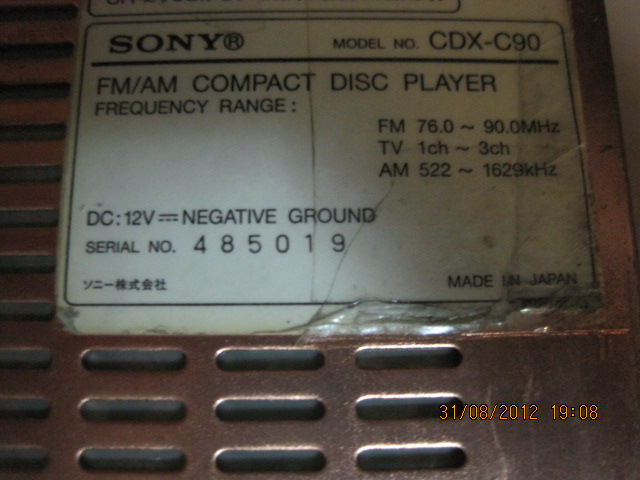 SONY® MODEL NO. CDX-C90
FM/AM COMPACT DISC PLAYER
FREQUENCY RANGE:
FM 76.0 ~ 90.0MHz
TV 1ch ~ 3ch
AM 522 ~ 1629kHz
DC:12V⎓NEGATIVE GROUND
SERIAL NO. 485019
ソニー株式会社 MADE IN JAPAN
31/08/2012 19:08